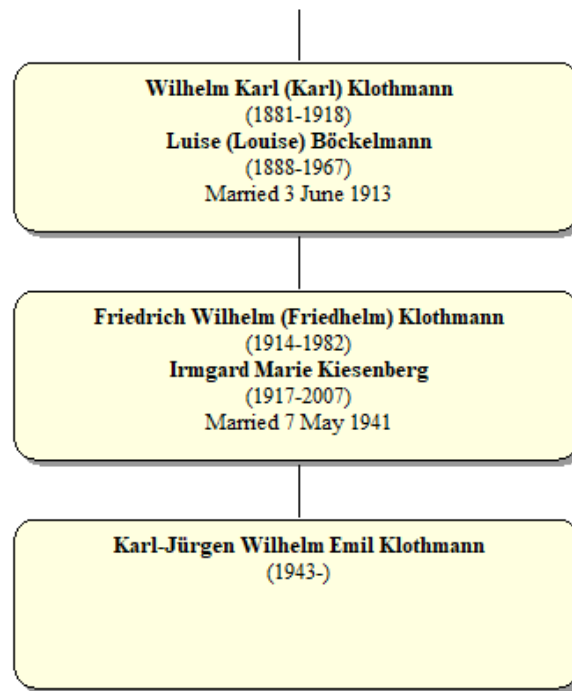 Wilhelm Karl (Karl) Klothmann
(1881-1918)
Luise (Louise) Böckelmann
(1888-1967)
Married 3 June 1913
Friedrich Wilhelm (Friedhelm) Klothmann
(1914-1982)
Irmgard Marie Kiesenberg
(1917-2007)
Married 7 May 1941
Karl-Jürgen Wilhelm Emil Klothmann
(1943-)